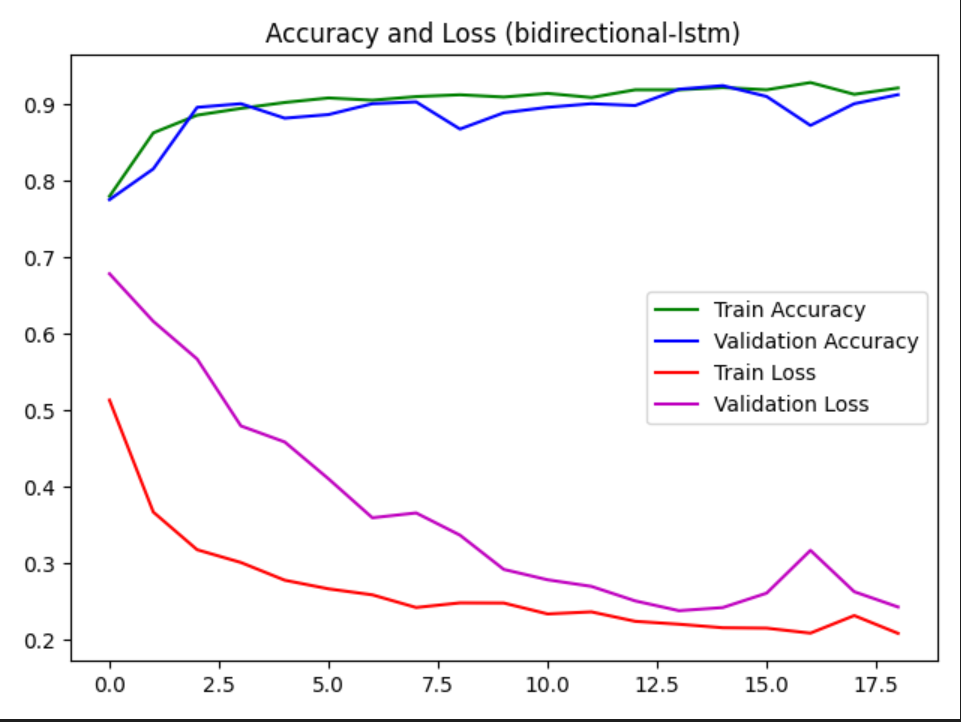 Accuracy and Loss (bidirectional-lstm)
0.9
0.8
0.7
0.6
0.5
0.4
0.3
0.2
Train Accuracy
Validation Accuracy
Train Loss
Validation Loss
0.0 2.5 5.0 7.5 10.0 12.5 15.0 17.5